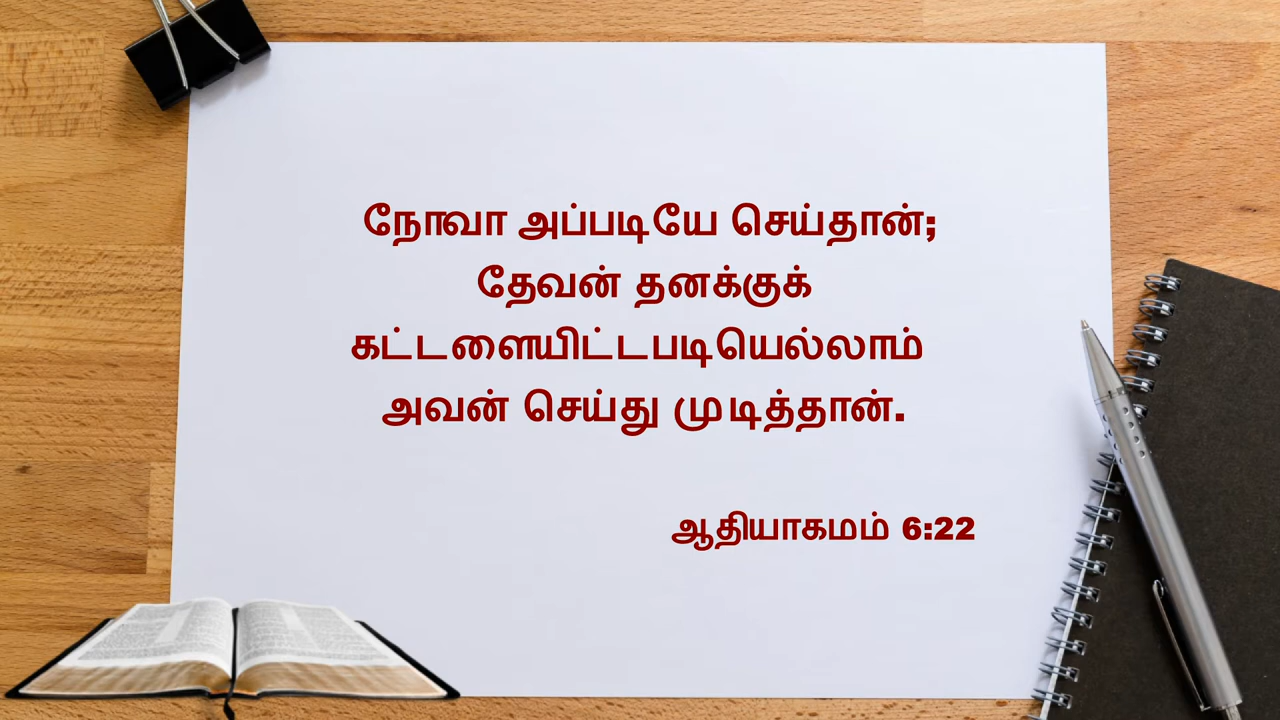 நோவா அப்படியே செய்தான்;
தேவன் தனக்குக்
கட்டளையிட்டபடியெல்லாம்
அவன் செய்து முடித்தான்.
ஆதியாகமம் 6:22